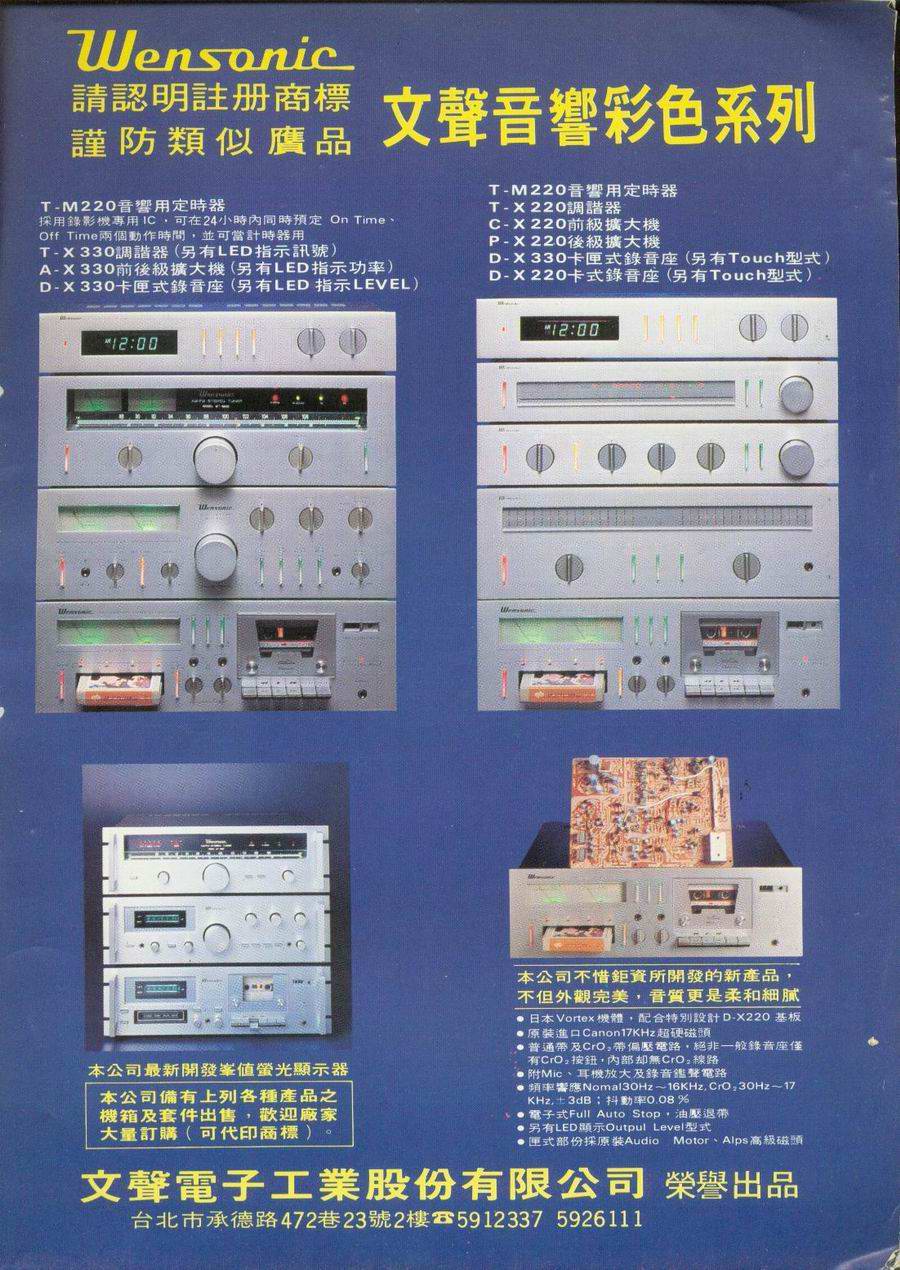 Wensonic
請認明註册商標
謹防類似贋品
文聲音響彩色系列
T-M220音響用定時器
採用錄影機專用IC，可在24小時內同時預定 On Time、
Off Time兩個動作時間，並可當計時器用
T-X330調諧器(另有LED指示訊號)
A-X330前後級擴大機(另有LED指示功率)
D-X330卡匣式錄音座(另有LED 指示LEVEL)
T-M220音響用定時器
T-X220調諧器
C-X220前級擴大機
P-X220後級擴大機
D-X330卡匣式錄音座(另有Touch型式)
D-X220卡式錄音座(另有Touch型式)
12:00
12:00
Wensonic
Wensonic
Wensonic
本公司最新開發峯値螢光顯示器
本公司備有上列各種產品之
機箱及套件出售，歡迎廠家
大量訂購(可代印商標)。
本公司不惜鉅資所開發的新產品，
不但外觀完美，音質更是柔和細膩
●日本Vortex機體，配合特別設計D-X220 基板
●原裝進口Canon17KHz超硬磁頭
●普通帶及CrO₂帶偏壓電路，絕非一般錄音座僅
有CrO₂按鈕，內部却無CrO₂線路
●附Mic、耳機放大及錄音鑑聲電路
●頻率響應Nomal30Hz～16KHz,CrO₂30Hz～17
KHz,±3dB；抖動率0.08%
●電子式Full Auto Stop，油壓退帶
●另有LED顯示Outpul Level型式
●匣式部份採原裝Audio Motor、Alps高級磁頭
文聲電子工業股份有限公司 榮譽出品
台北市承德路472巷23號2樓☎5912337 5926111